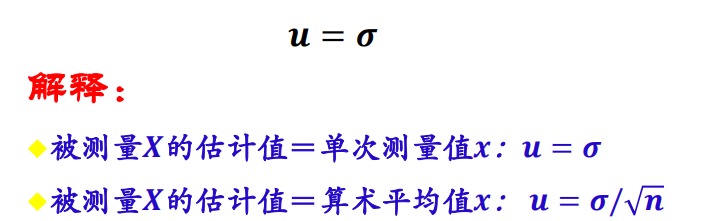 u = σ
解释：
◆被测量X的估计值＝单次测量值x：u = σ
◆被测量X的估计值＝算术平均值x： u = σ/√n